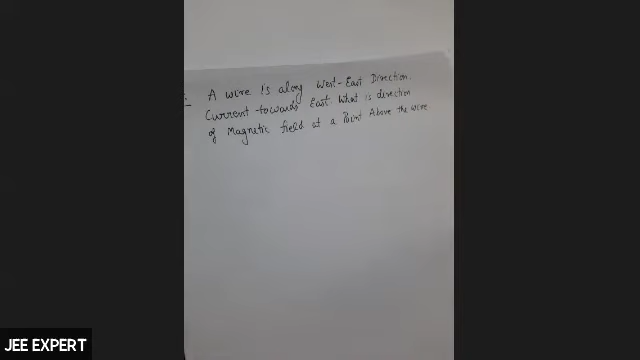 A wire is along West-East Direction.
Current towards East. What is direction
of Magnetic field at a Point Above the wire
JEE EXPERT